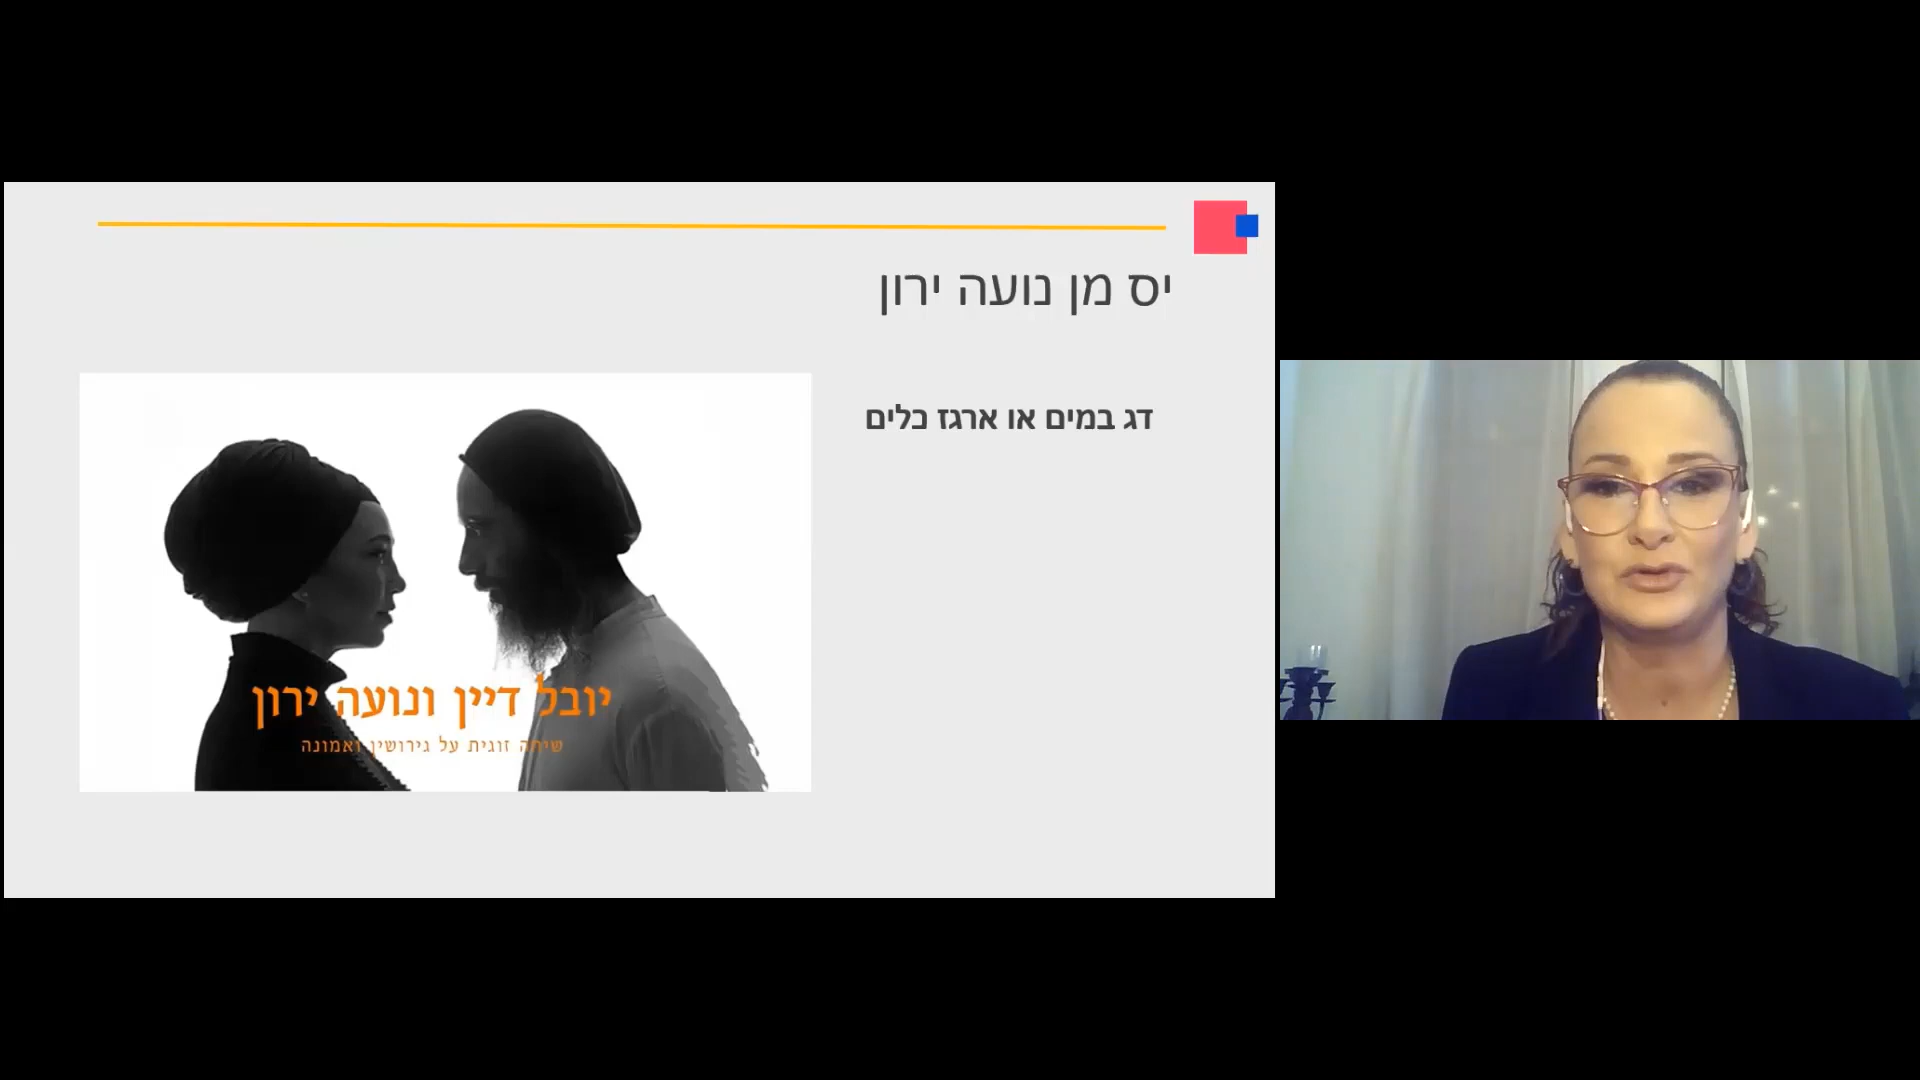 יס מן נועה ירון
דג במים או ארגז כלים
יובל דיין ונועה ירון
שיחה זוגית על גירושין ואמונה